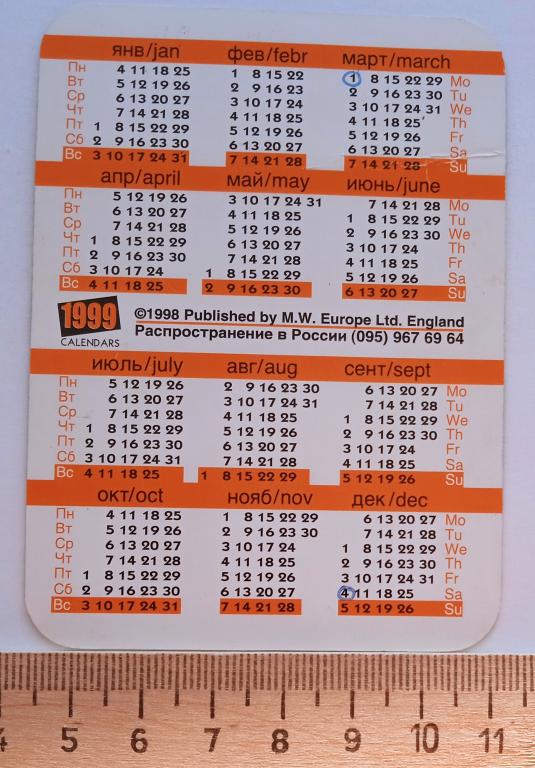 янв/jan фев/febr март/march
Пн 4 11 18 25 1 8 15 22 1 8 15 22 29 Mo
Вт 5 12 19 26 2 9 16 23 2 9 16 23 30 Tu
Ср 6 13 20 27 3 10 17 24 3 10 17 24 31 We
Чт 7 14 21 28 4 11 18 25 4 11 18 25 Th
Пт 1 8 15 22 29 5 12 19 26 5 12 19 26 Fr
Сб 2 9 16 23 30 6 13 20 27 6 13 20 27 Sa
Вс 3 10 17 24 31 7 14 21 28 7 14 21 28 Su
апр/april май/may июнь/june
Пн 5 12 19 26 3 10 17 24 31 7 14 21 28 Mo
Вт 6 13 20 27 4 11 18 25 1 8 15 22 29 Tu
Ср 7 14 21 28 5 12 19 26 2 9 16 23 30 We
Чт 1 8 15 22 29 6 13 20 27 3 10 17 24 Th
Пт 2 9 16 23 30 7 14 21 28 4 11 18 25 Fr
Сб 3 10 17 24 1 8 15 22 29 5 12 19 26 Sa
Вс 4 11 18 25 2 9 16 23 30 6 13 20 27 Su
1999
CALENDARS
©1998 Published by M.W. Europe Ltd. England
Распространение в России (095) 967 69 64
июль/july авг/aug сент/sept
Пн 5 12 19 26 2 9 16 23 30 6 13 20 27 Mo
Вт 6 13 20 27 3 10 17 24 31 7 14 21 28 Tu
Ср 7 14 21 28 4 11 18 25 1 8 15 22 29 We
Чт 1 8 15 22 29 5 12 19 26 2 9 16 23 30 Th
Пт 2 9 16 23 30 6 13 20 27 3 10 17 24 Fr
Сб 3 10 17 24 31 7 14 21 28 4 11 18 25 Sa
Вс 4 11 18 25 1 8 15 22 29 5 12 19 26 Su
окт/oct нояб/nov дек/dec
Пн 4 11 18 25 1 8 15 22 29 6 13 20 27 Mo
Вт 5 12 19 26 2 9 16 23 30 7 14 21 28 Tu
Ср 6 13 20 27 3 10 17 24 1 8 15 22 29 We
Чт 7 14 21 28 4 11 18 25 2 9 16 23 30 Th
Пт 1 8 15 22 29 5 12 19 26 3 10 17 24 31 Fr
Сб 2 9 16 23 30 6 13 20 27 4 11 18 25 Sa
Вс 3 10 17 24 31 7 14 21 28 5 12 19 26 Su
4 5 6 7 8 9 10 11